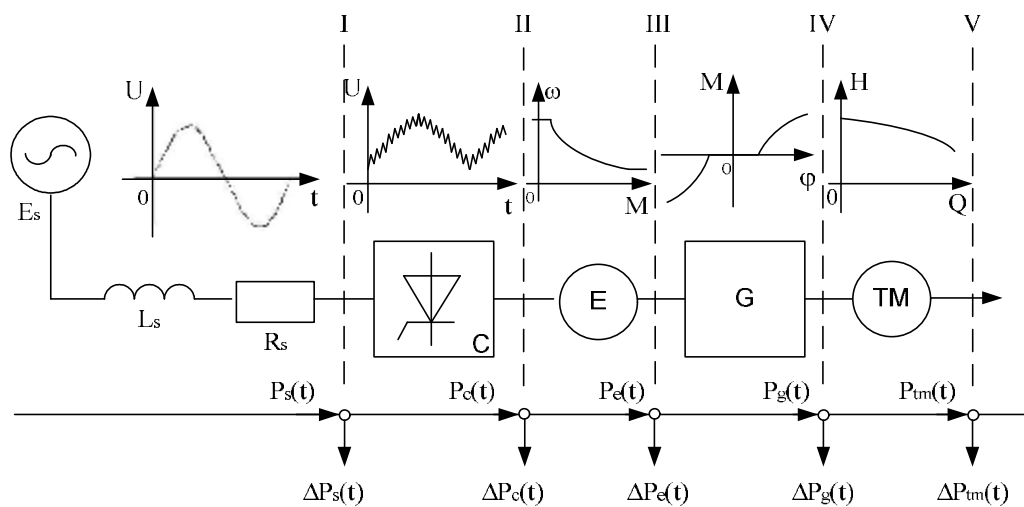 I II III IV V
U U ω M H
0 t 0 t 0 M 0 φ 0 Q
Es
Ls
Rs
C
E
G
TM
Ps(t) Pc(t) Pe(t) Pg(t) Ptm(t)
ΔPs(t) ΔPc(t) ΔPe(t) ΔPg(t) ΔPtm(t)